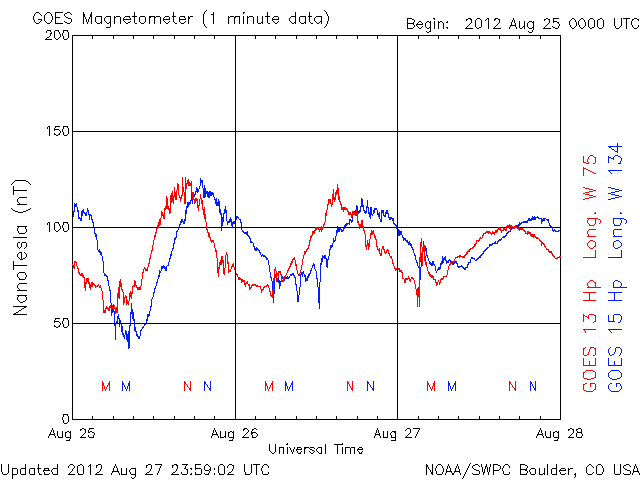 GOES Magnetometer (1 minute data)
Begin: 2012 Aug 25 0000 UTC
200
150
100
50
0
NanoTesla (nT)
M M N N M M N N M M N N
Aug 25 Aug 26 Aug 27 Aug 28
Universal Time
GOES 13 Hp Long. W 75
GOES 15 Hp Long. W 134
Updated 2012 Aug 27 23:59:02 UTC
NOAA/SWPC Boulder, CO USA